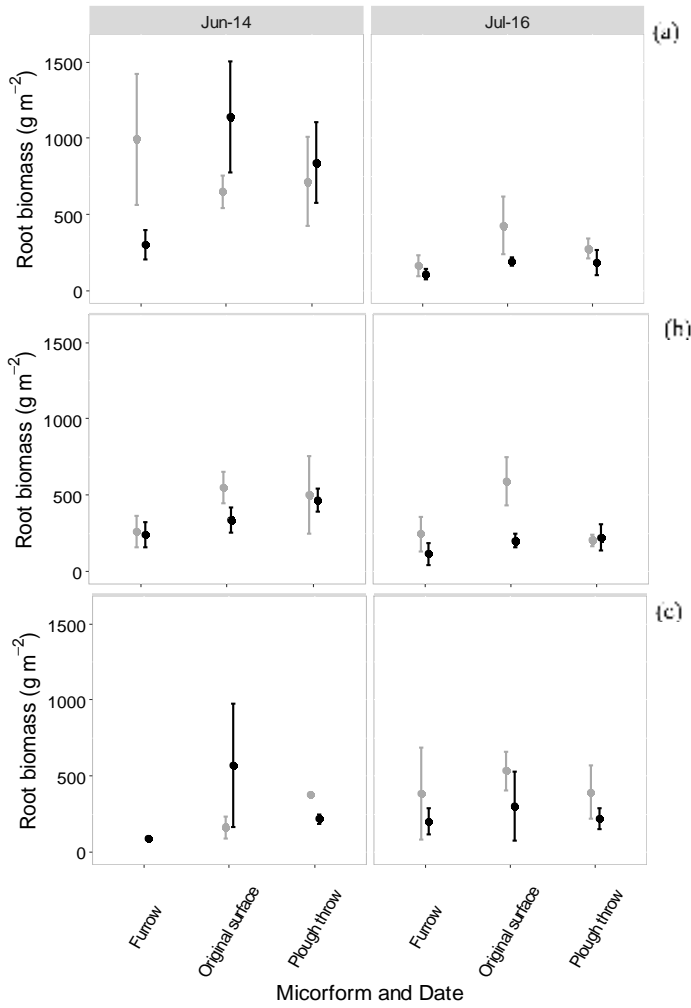 Jun-14
Jul-16
(a)
Root biomass (g m⁻²)
1500
1000
500
0
(b)
Root biomass (g m⁻²)
1500
1000
500
0
(c)
Root biomass (g m⁻²)
1500
1000
500
0
Furrow
Original surface
Plough throw
Furrow
Original surface
Plough throw
Micorform and Date